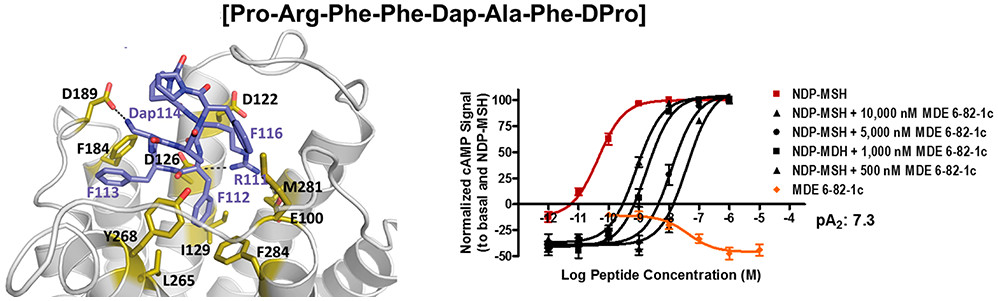 [Pro-Arg-Phe-Phe-Dap-Ala-Phe-DPro]
D189
D122
Dap114
F116
F184
D126
R111
F113
F112
M281
E100
Y268
I129
F284
L265
Normalized cAMP Signal
(to basal and NDP-MSH)
100
75
50
25
0
-25
-50
-12 -11 -10 -9 -8 -7 -6 -5 -4
Log Peptide Concentration (M)
NDP-MSH
NDP-MSH + 10,000 nM MDE 6-82-1c
NDP-MSH + 5,000 nM MDE 6-82-1c
NDP-MDH + 1,000 nM MDE 6-82-1c
NDP-MSH + 500 nM MDE 6-82-1c
MDE 6-82-1c
pA2: 7.3